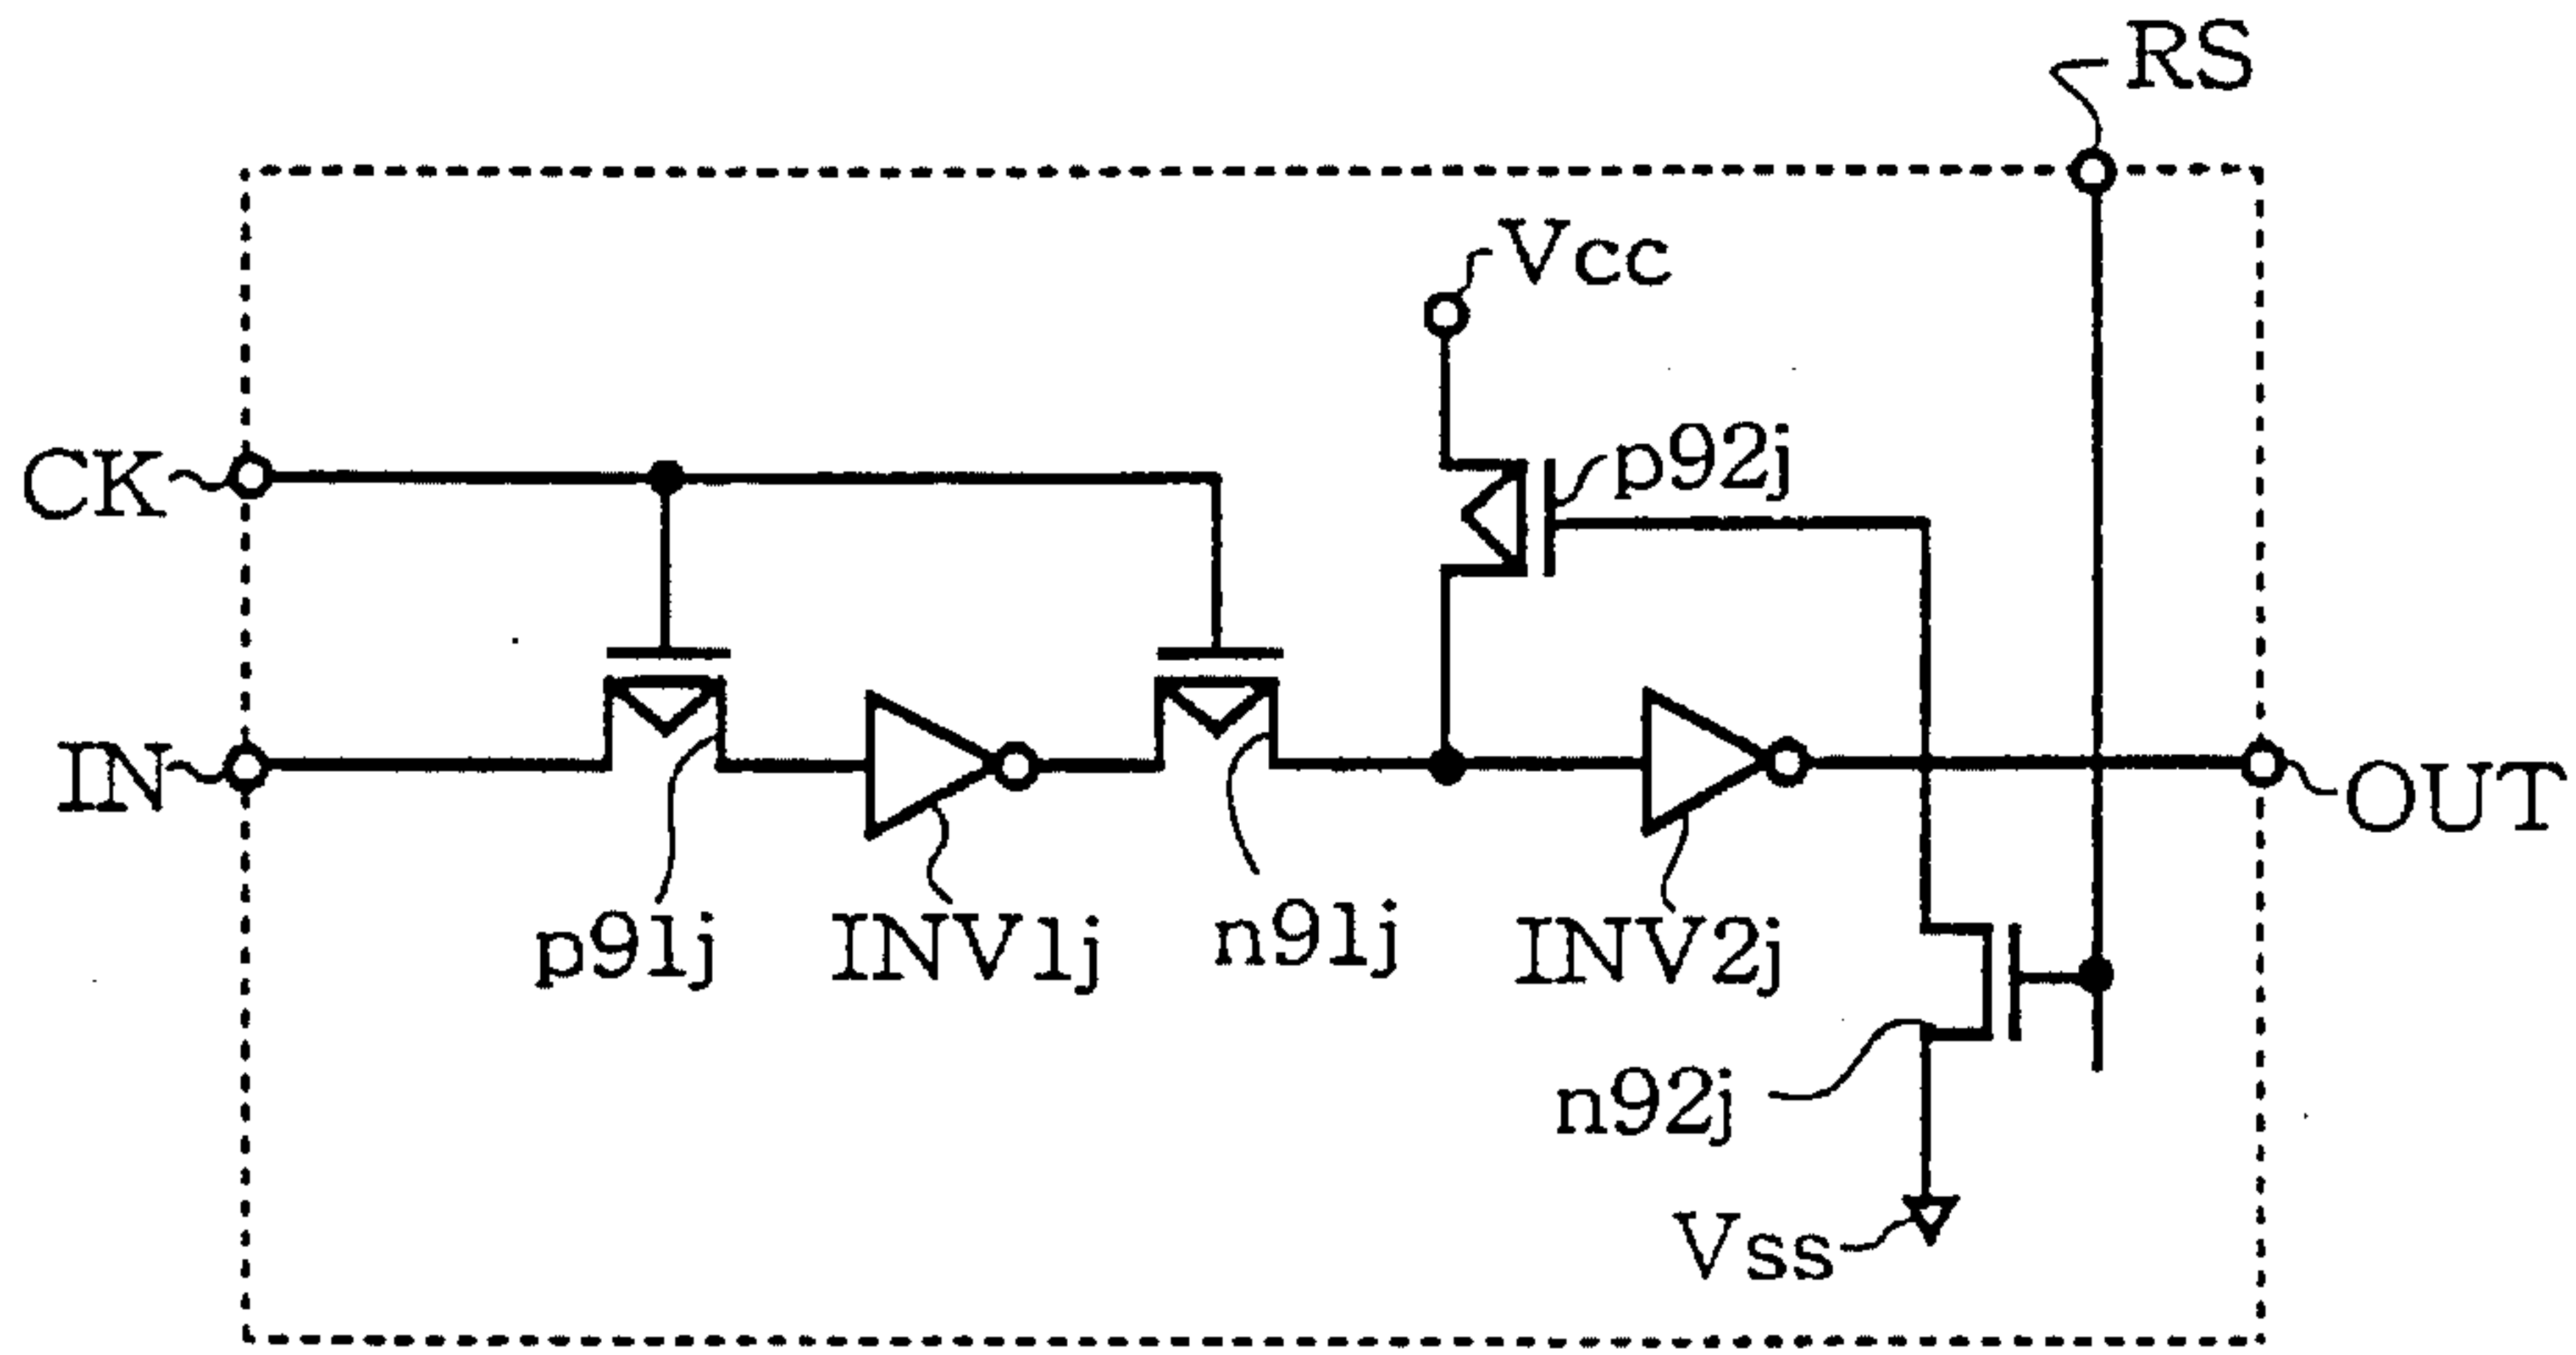 RS
Vcc
CK
p92j
IN
OUT
p91j
INV1j
n91j
INV2j
n92j
Vss